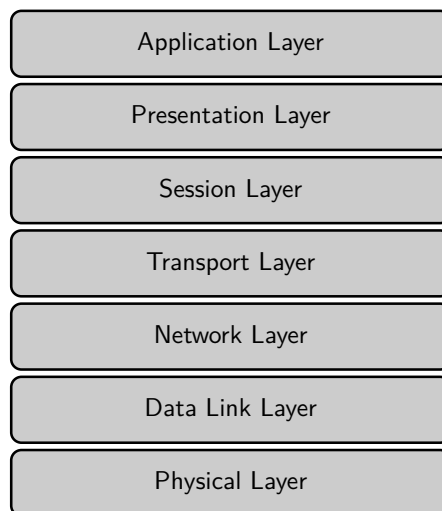 Application Layer
Presentation Layer
Session Layer
Transport Layer
Network Layer
Data Link Layer
Physical Layer